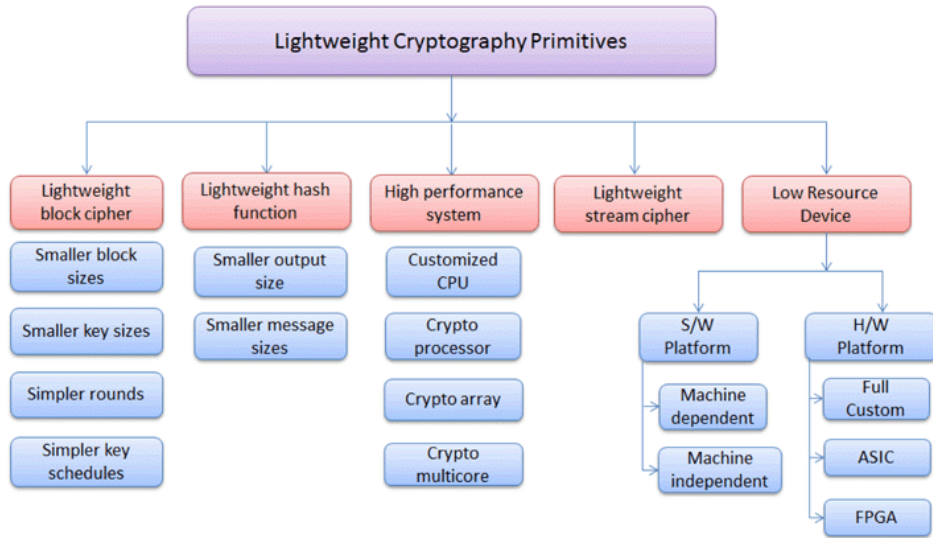 Lightweight Cryptography Primitives
Lightweight
block cipher
Smaller block
sizes
Smaller key sizes
Simpler rounds
Simpler key
schedules
Lightweight hash
function
Smaller output
size
Smaller message
sizes
High performance
system
Customized
CPU
Crypto
processor
Crypto array
Crypto
multicore
Lightweight
stream cipher
Low Resource
Device
S/W
Platform
Machine
dependent
Machine
independent
H/W
Platform
Full
Custom
ASIC
FPGA